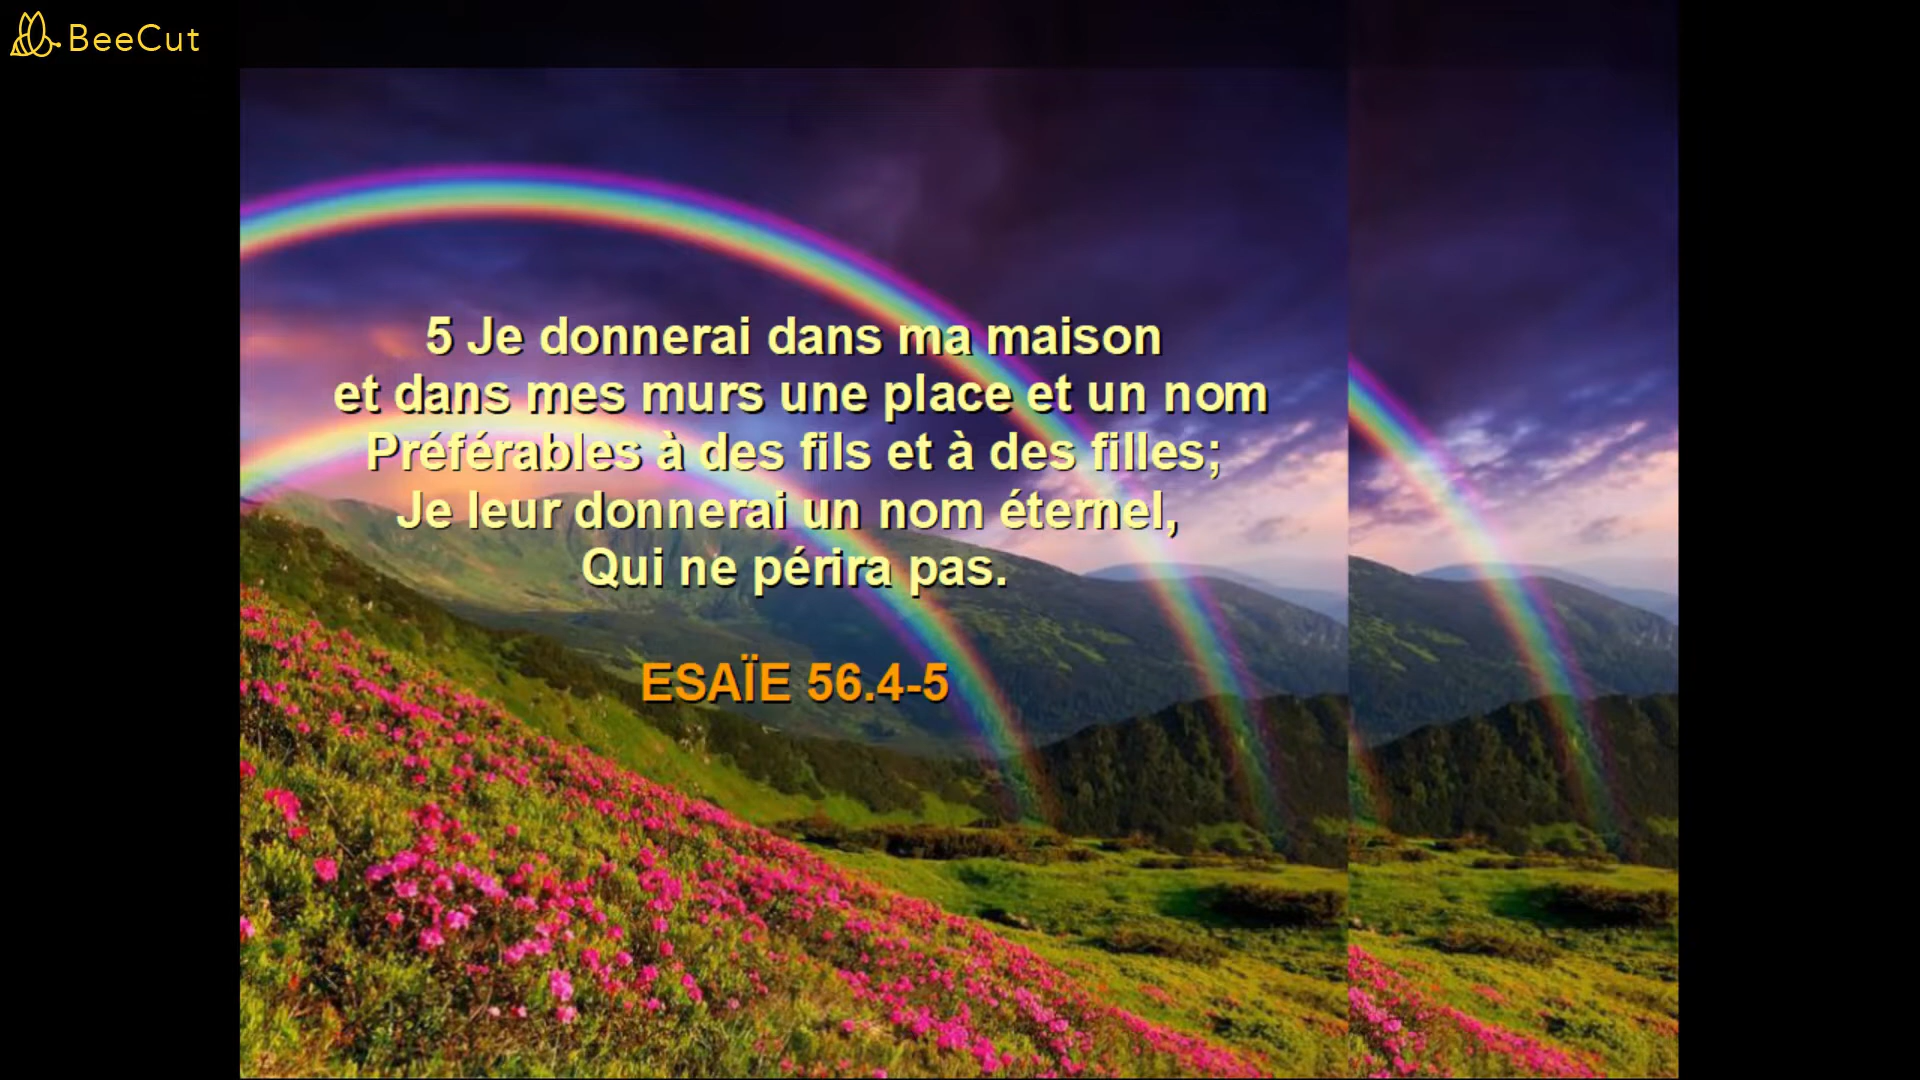 BeeCut
5 Je donnerai dans ma maison
et dans mes murs une place et un nom
Préférables à des fils et à des filles;
Je leur donnerai un nom éternel,
Qui ne périra pas.
ESAÏE 56.4-5